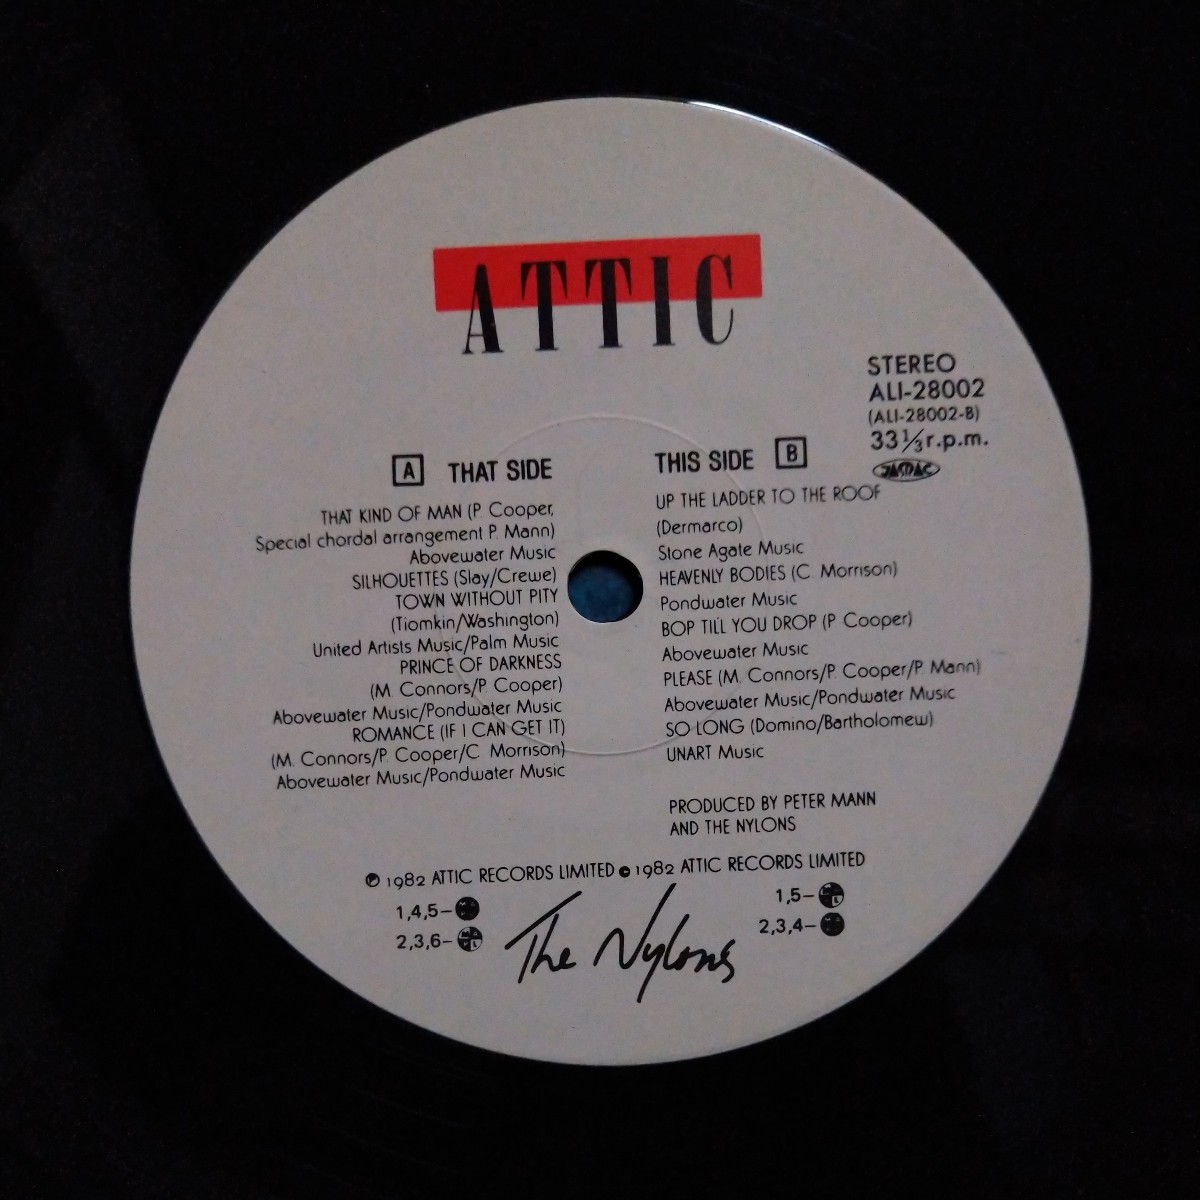 ATTIC
STEREO
ALI-28002
(ALI-28002-B)
33⅓r.p.m.
JASRAC
A THAT SIDE
THAT KIND OF MAN (P. Cooper,
Special chordal arrangement P. Mann)
Abovewater Music
SILHOUETTES (Slay/Crewe)
TOWN WITHOUT PITY
(Tiomkin/Washington)
United Artists Music/Palm Music
PRINCE OF DARKNESS
(M. Connors/P. Cooper)
Abovewater Music/Pondwater Music
ROMANCE (IF I CAN GET IT)
(M. Connors/P. Cooper/C. Morrison)
Abovewater Music/Pondwater Music
THIS SIDE B
UP THE LADDER TO THE ROOF
(Dermarco)
Stone Agate Music
HEAVENLY BODIES (C. Morrison)
Pondwater Music
BOP TILL YOU DROP (P. Cooper)
Abovewater Music
PLEASE (M. Connors/P. Cooper/P. Mann)
Abovewater Music/Pondwater Music
SO LONG (Domino/Bartholomew)
UNART Music
PRODUCED BY PETER MANN
AND THE NYLONS
℗ 1982 ATTIC RECORDS LIMITED © 1982 ATTIC RECORDS LIMITED
1,4,5–
2,3,6–
The Nylons
1,5–
2,3,4–